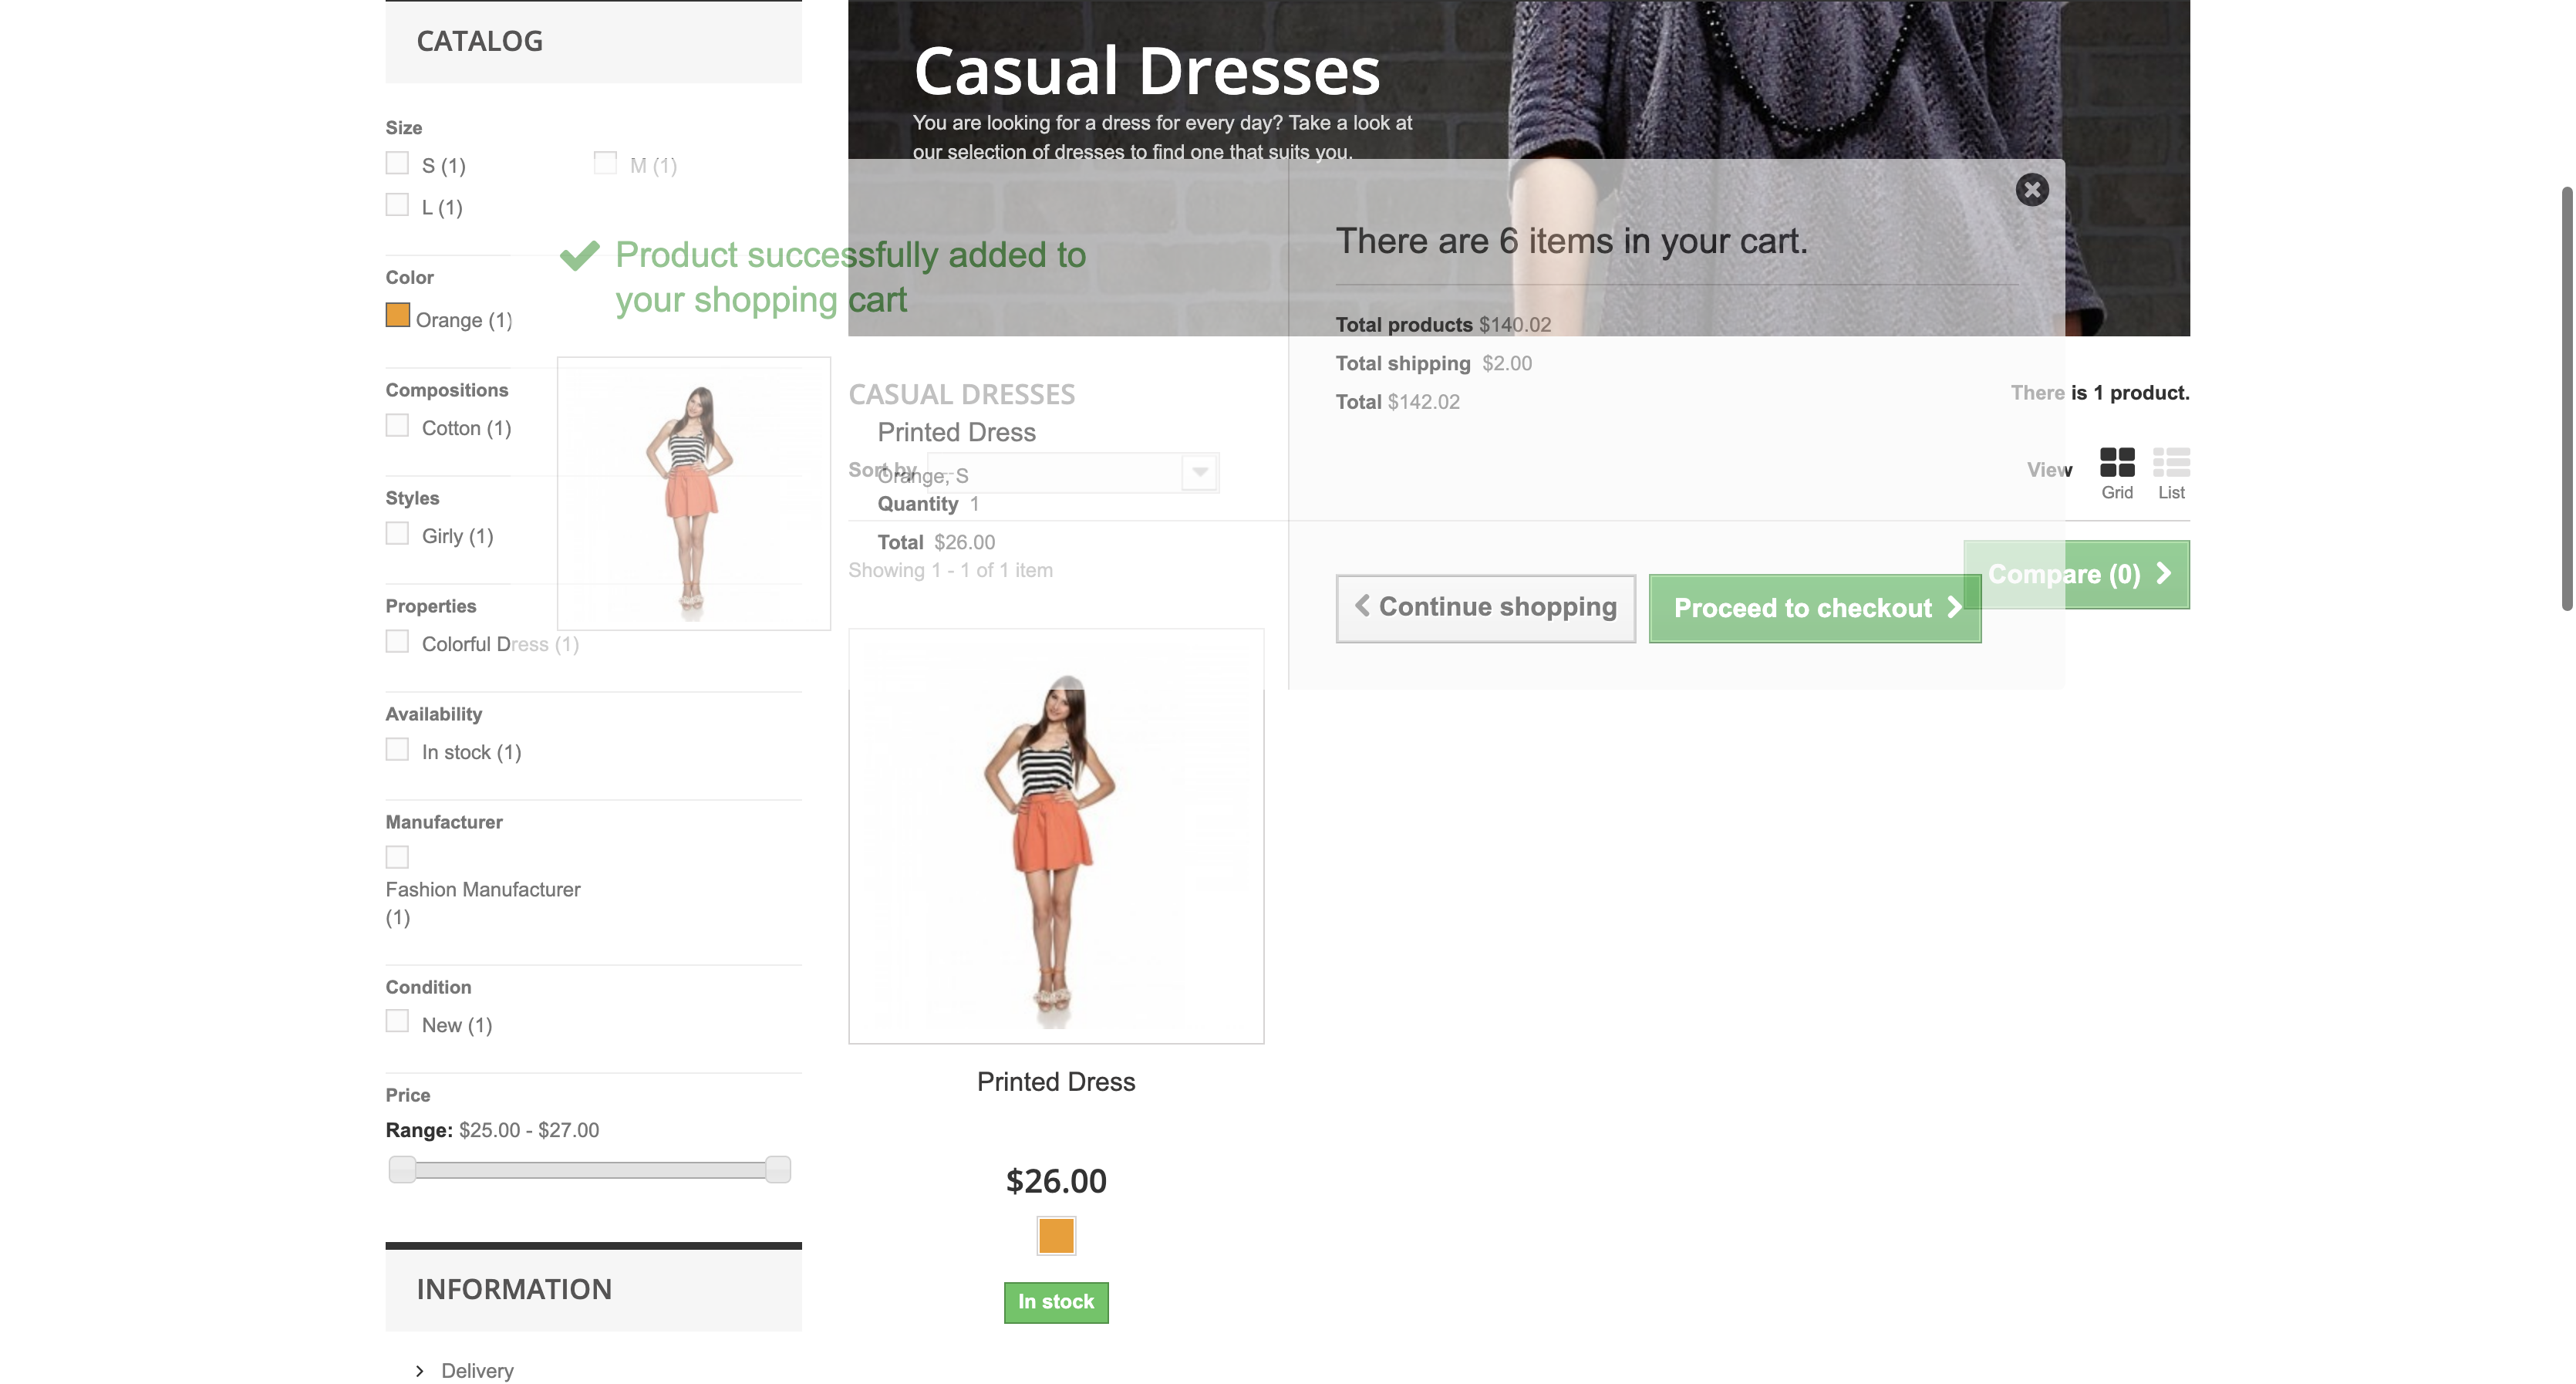 CATALOG
Size
S (1)
M (1)
L (1)
Color
Orange (1)
Compositions
Cotton (1)
Styles
Girly (1)
Properties
Colorful Dress (1)
Availability
In stock (1)
Manufacturer
Fashion Manufacturer
(1)
Condition
New (1)
Price
Range: $25.00 - $27.00
INFORMATION
Delivery
Casual Dresses
You are looking for a dress for every day? Take a look at
our selection of dresses to find one that suits you.
Product successfully added to
your shopping cart
Printed Dress
Orange, S
Quantity 1
Total $26.00
There are 6 items in your cart.
Total products $140.02
Total shipping $2.00
Total $142.02
Continue shopping
Proceed to checkout
CASUAL DRESSES
There is 1 product.
Sort by
--
View
Grid
List
Showing 1 - 1 of 1 item
Compare (0)
Printed Dress
$26.00
In stock